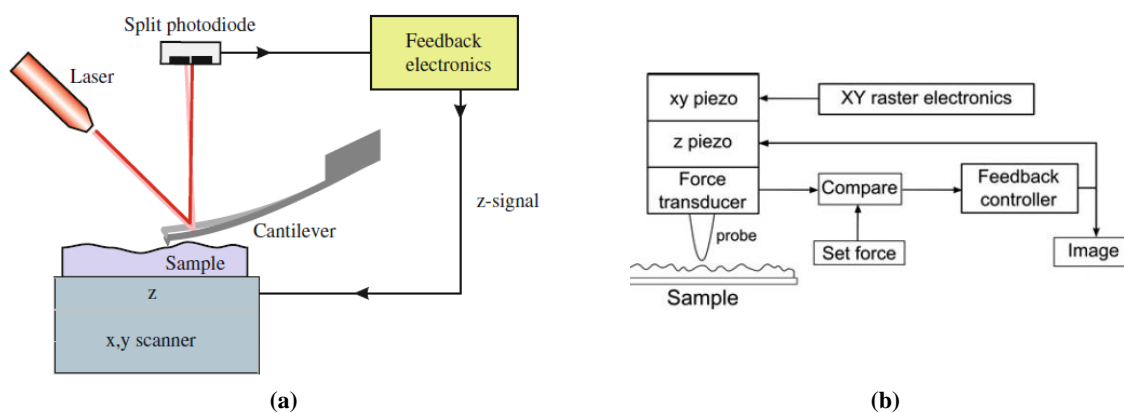 Split photodiode
Feedback
electronics
Laser
z-signal
Cantilever
Sample
z
x,y scanner
(a)
xy piezo
XY raster electronics
z piezo
Force
transducer
Compare
Feedback
controller
probe
Set force
Image
Sample
(b)